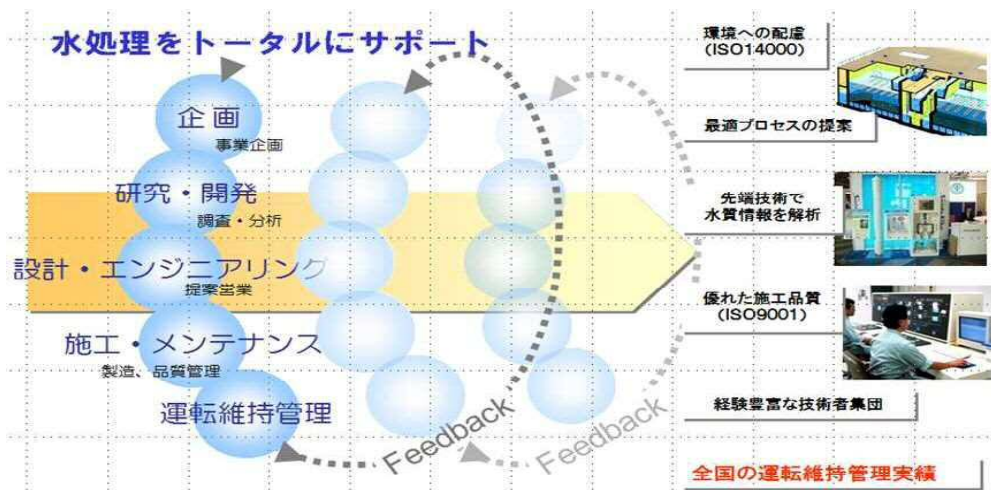 水処理をトータルにサポート
企画
事業企画
研究・開発
調査・分析
設計・エンジニアリング
提案営業
施工・メンテナンス
製造、品質管理
運転維持管理
Feedback
Feedback
環境への配慮
(ISO14000)
最適プロセスの提案
先端技術で
水質情報を解析
優れた施工品質
(ISO9001)
経験豊富な技術者集団
全国の運転維持管理実績